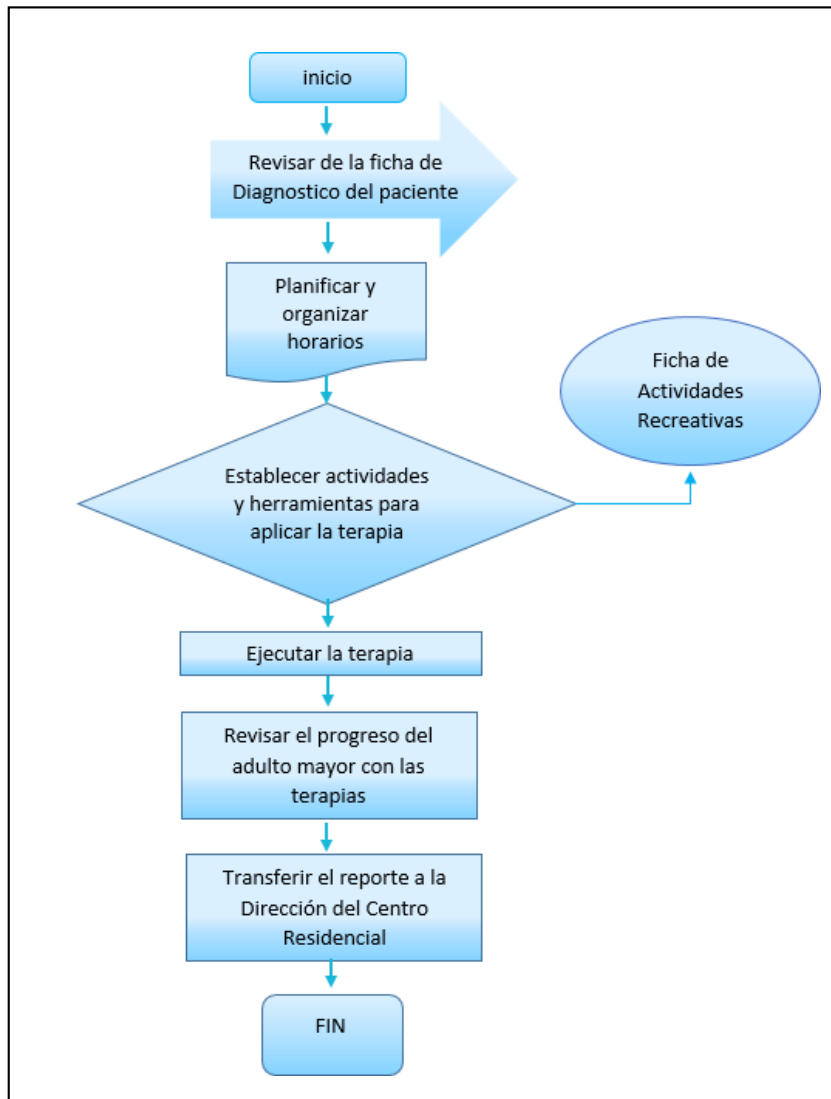 inicio
Revisar de la ficha de
Diagnostico del paciente
Planificar y
organizar
horarios
Ficha de
Actividades
Recreativas
Establecer actividades
y herramientas para
aplicar la terapia
Ejecutar la terapia
Revisar el progreso del
adulto mayor con las
terapias
Transferir el reporte a la
Dirección del Centro
Residencial
FIN